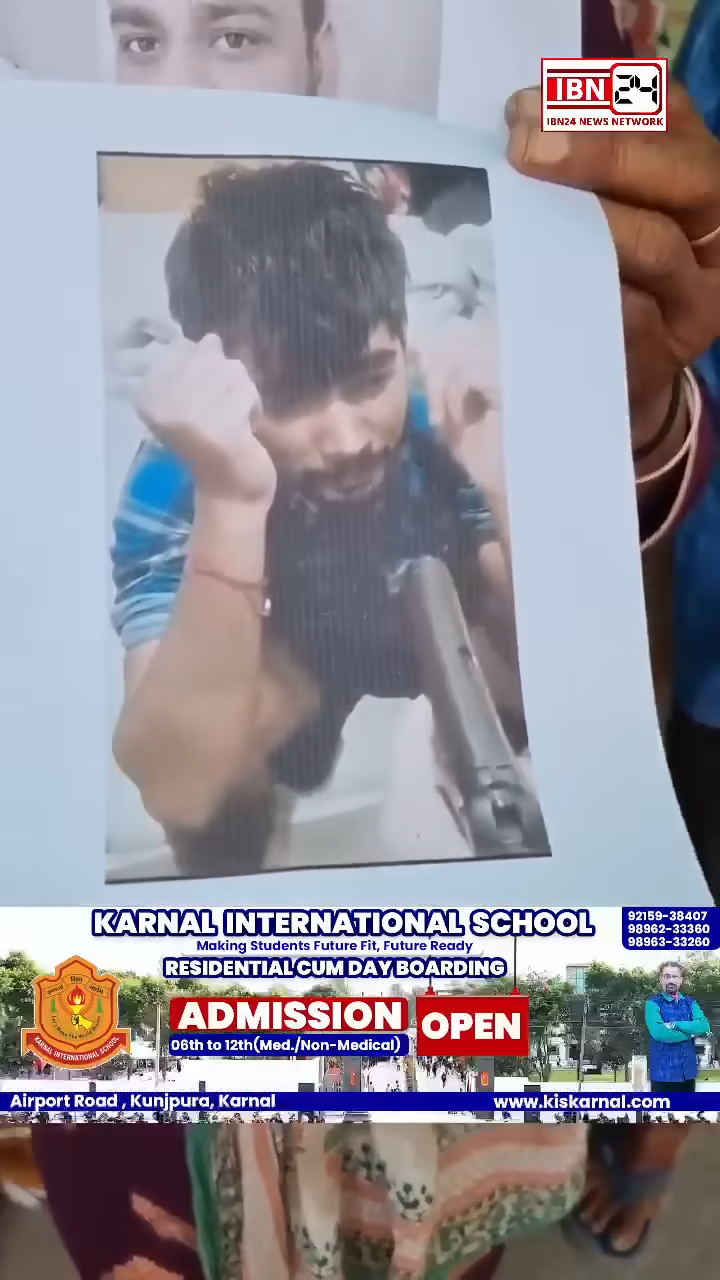 IBN 24
IBN24 NEWS NETWORK
KARNAL INTERNATIONAL SCHOOL
Making Students Future Fit, Future Ready
RESIDENTIAL CUM DAY BOARDING
92159-38407
98962-33360
98963-33260
ADMISSION
OPEN
06th to 12th(Med./Non-Medical)
KARNAL INTERNATIONAL SCHOOL
Airport Road , Kunjpura, Karnal
www.kiskarnal.com